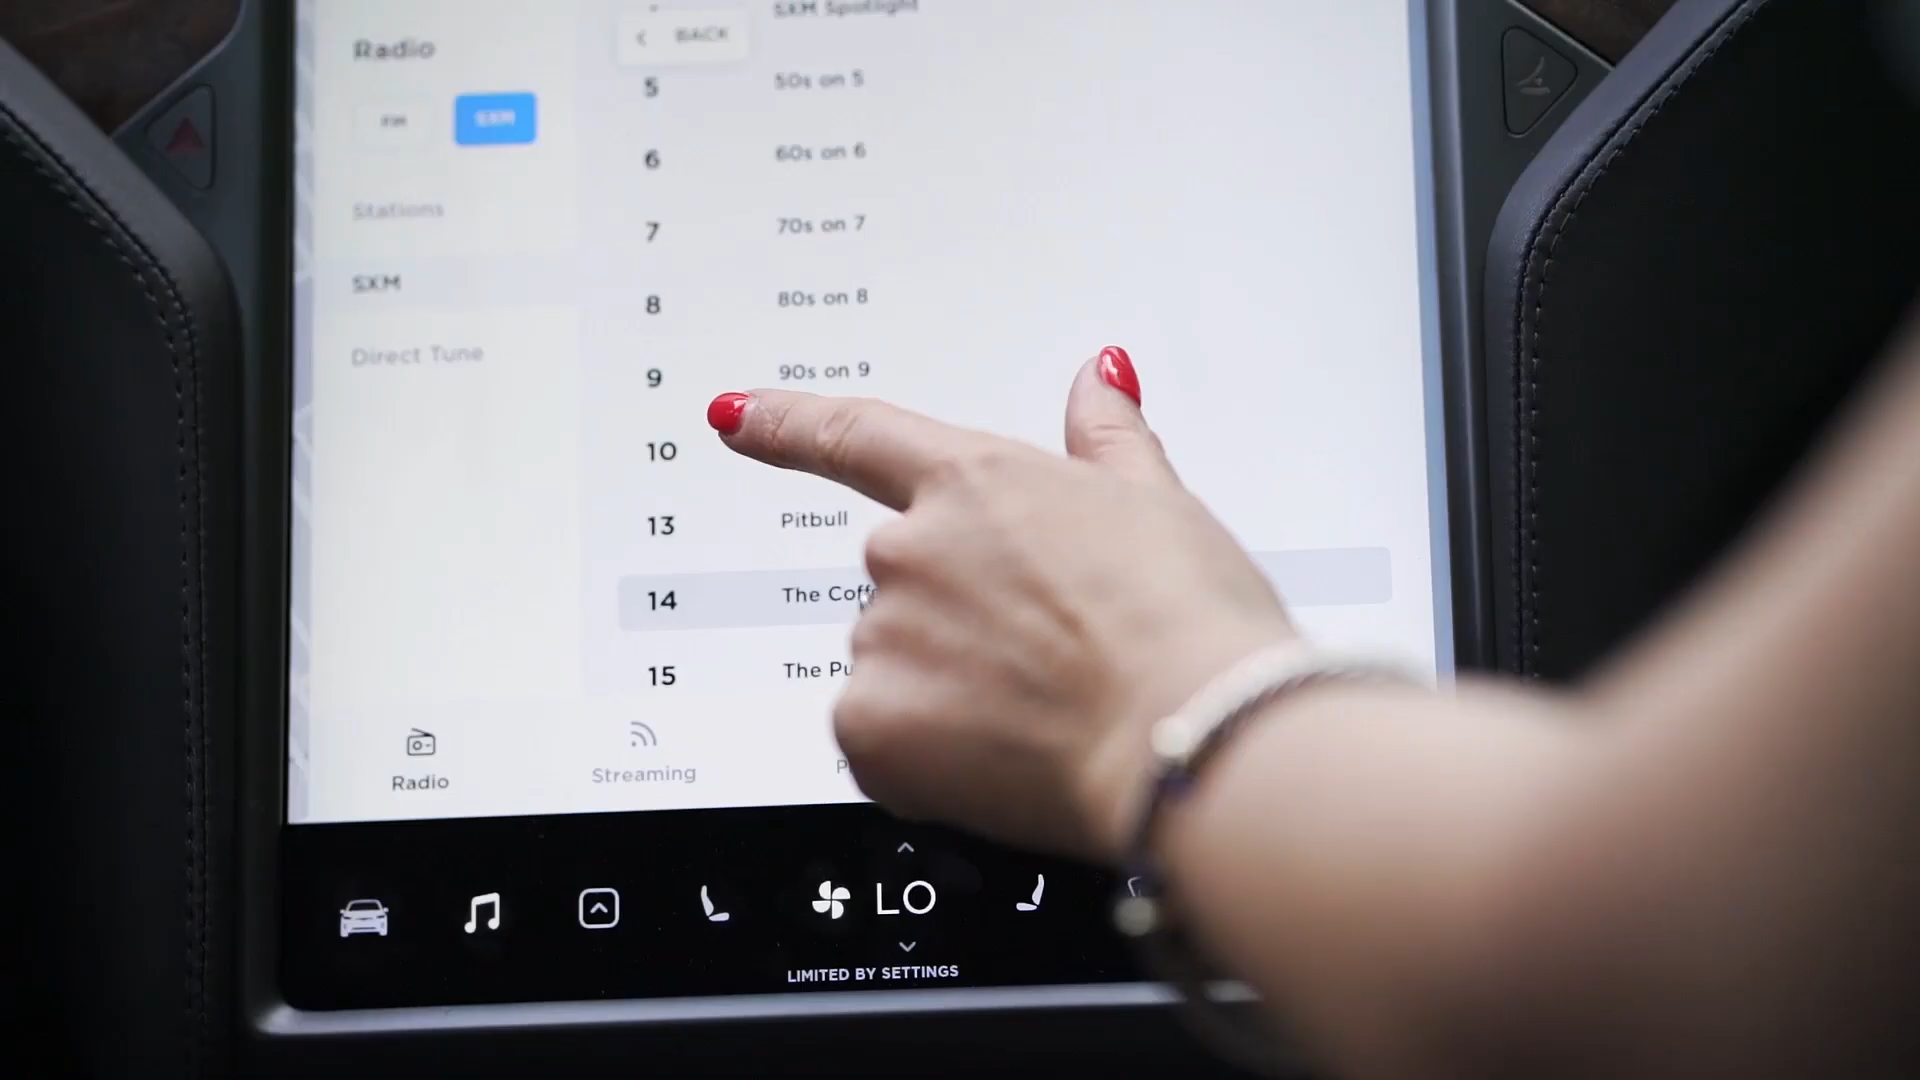 SXM Spotlight
BACK
Radio
FM
SXM
Stations
SXM
Direct Tune
5 50s on 5
6 60s on 6
7 70s on 7
8 80s on 8
9 90s on 9
10
13 Pitbull
14 The
15 The
Radio
Streaming
LO
LIMITED BY SETTINGS